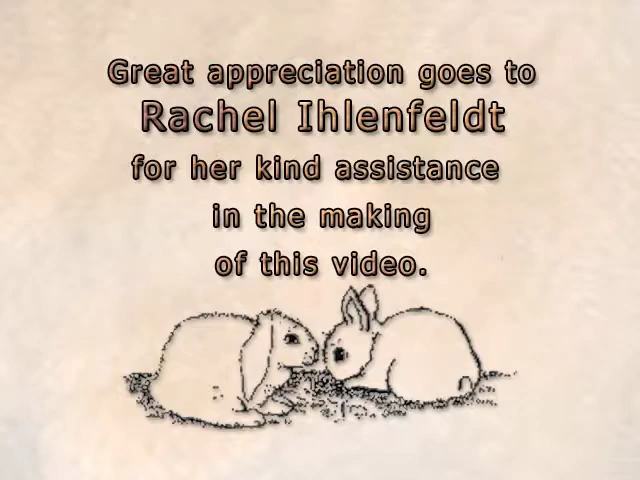 Great appreciation goes to
Rachel Ihlenfeldt
for her kind assistance
in the making
of this video.